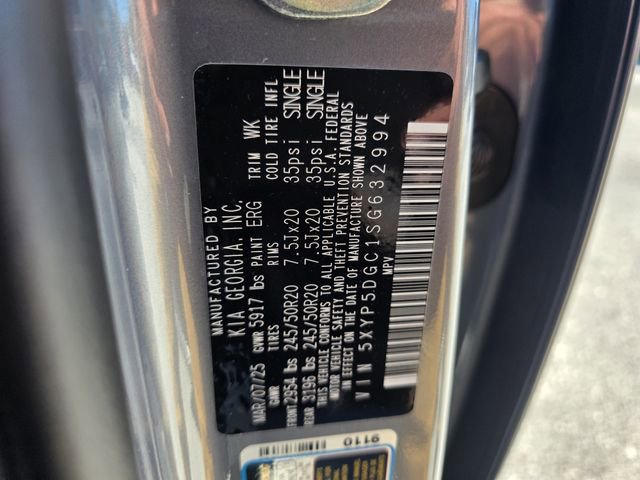 MANUFACTURED BY
KIA GEORGIA, INC.
MAR/07/25 GVWR 5917 lbs PAINT ERG TRIM WK
GAWR TIRES RIMS COLD TIRE INFL
FRONT 2954 lbs 245/50R20 7.5Jx20 35psi SINGLE
REAR 3196 lbs 245/50R20 7.5Jx20 35psi SINGLE
THIS VEHICLE CONFORMS TO ALL APPLICABLE U.S.A. FEDERAL
MOTOR VEHICLE SAFETY AND THEFT PREVENTION STANDARDS
IN EFFECT ON THE DATE OF MANUFACTURE SHOWN ABOVE
VIN 5XYP5DGC1SG632994
MPV
9110